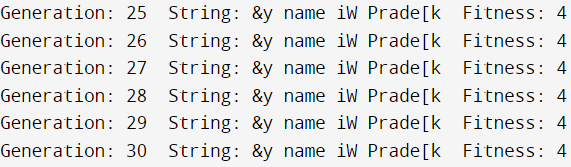 Generation: 25  String: &y name iW Prade[k  Fitness: 4
Generation: 26  String: &y name iW Prade[k  Fitness: 4
Generation: 27  String: &y name iW Prade[k  Fitness: 4
Generation: 28  String: &y name iW Prade[k  Fitness: 4
Generation: 29  String: &y name iW Prade[k  Fitness: 4
Generation: 30  String: &y name iW Prade[k  Fitness: 4